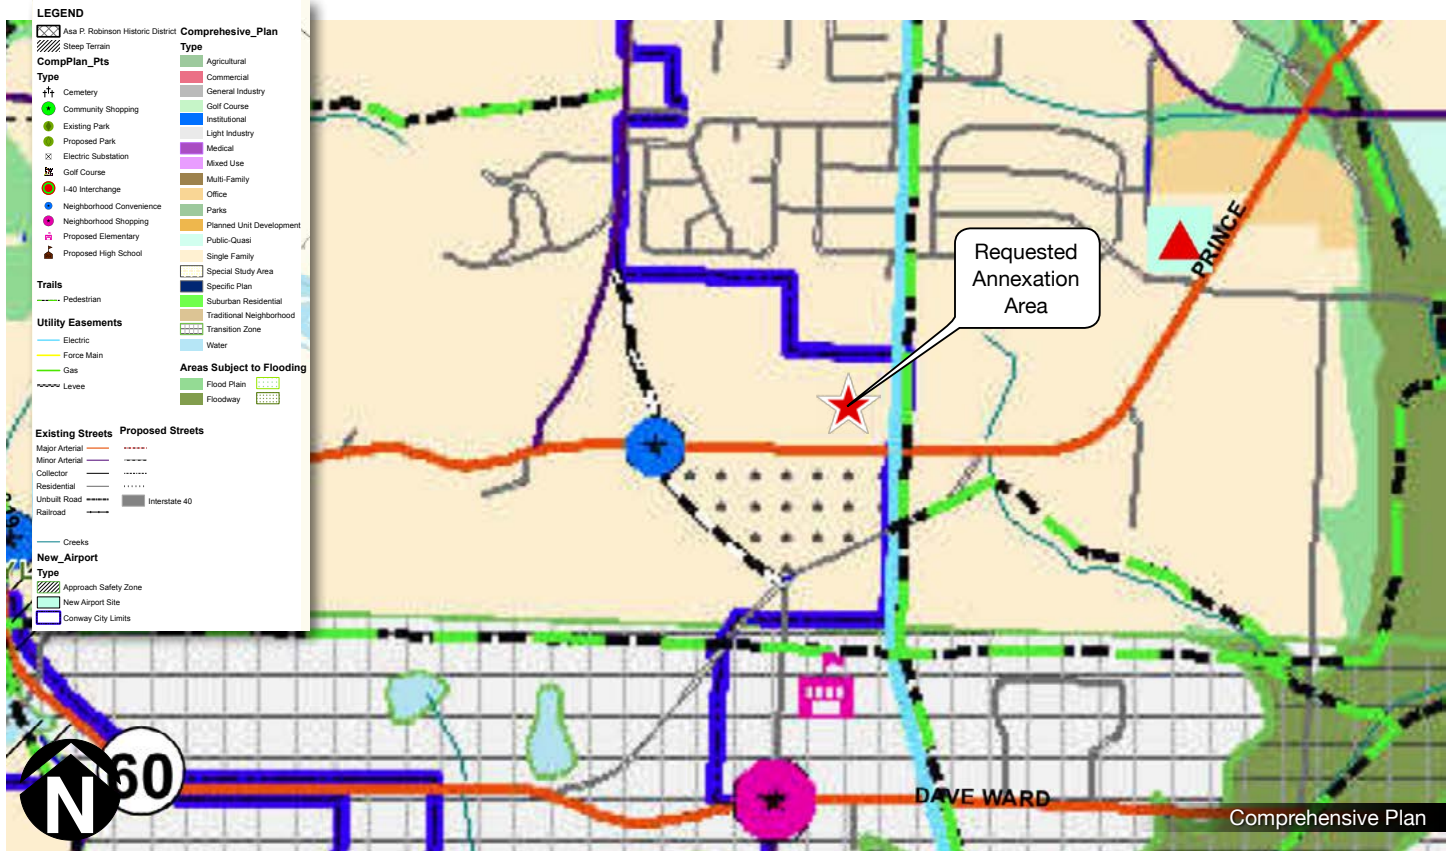 LEGEND
Asa P. Robinson Historic District
Steep Terrain
CompPlan_Pts
Type
Cemetery
Community Shopping
Existing Park
Proposed Park
Electric Substation
Golf Course
I-40 Interchange
Neighborhood Convenience
Neighborhood Shopping
Proposed Elementary
Proposed High School
Trails
Pedestrian
Utility Easements
Electric
Force Main
Gas
Levee
Comprehesive_Plan
Type
Agricultural
Commercial
General Industry
Golf Course
Institutional
Light Industry
Medical
Mixed Use
Multi-Family
Office
Parks
Planned Unit Development
Public-Quasi
Single Family
Special Study Area
Specific Plan
Suburban Residential
Traditional Neighborhood
Transition Zone
Water
Areas Subject to Flooding
Flood Plain
Floodway
Existing Streets
Major Arterial
Minor Arterial
Collector
Residential
Unbuilt Road
Railroad
Proposed Streets
Interstate 40
Creeks
New_Airport
Type
Approach Safety Zone
New Airport Site
Conway City Limits
Requested
Annexation
Area
PRINCE
60
N
DAVE WARD
Comprehensive Plan